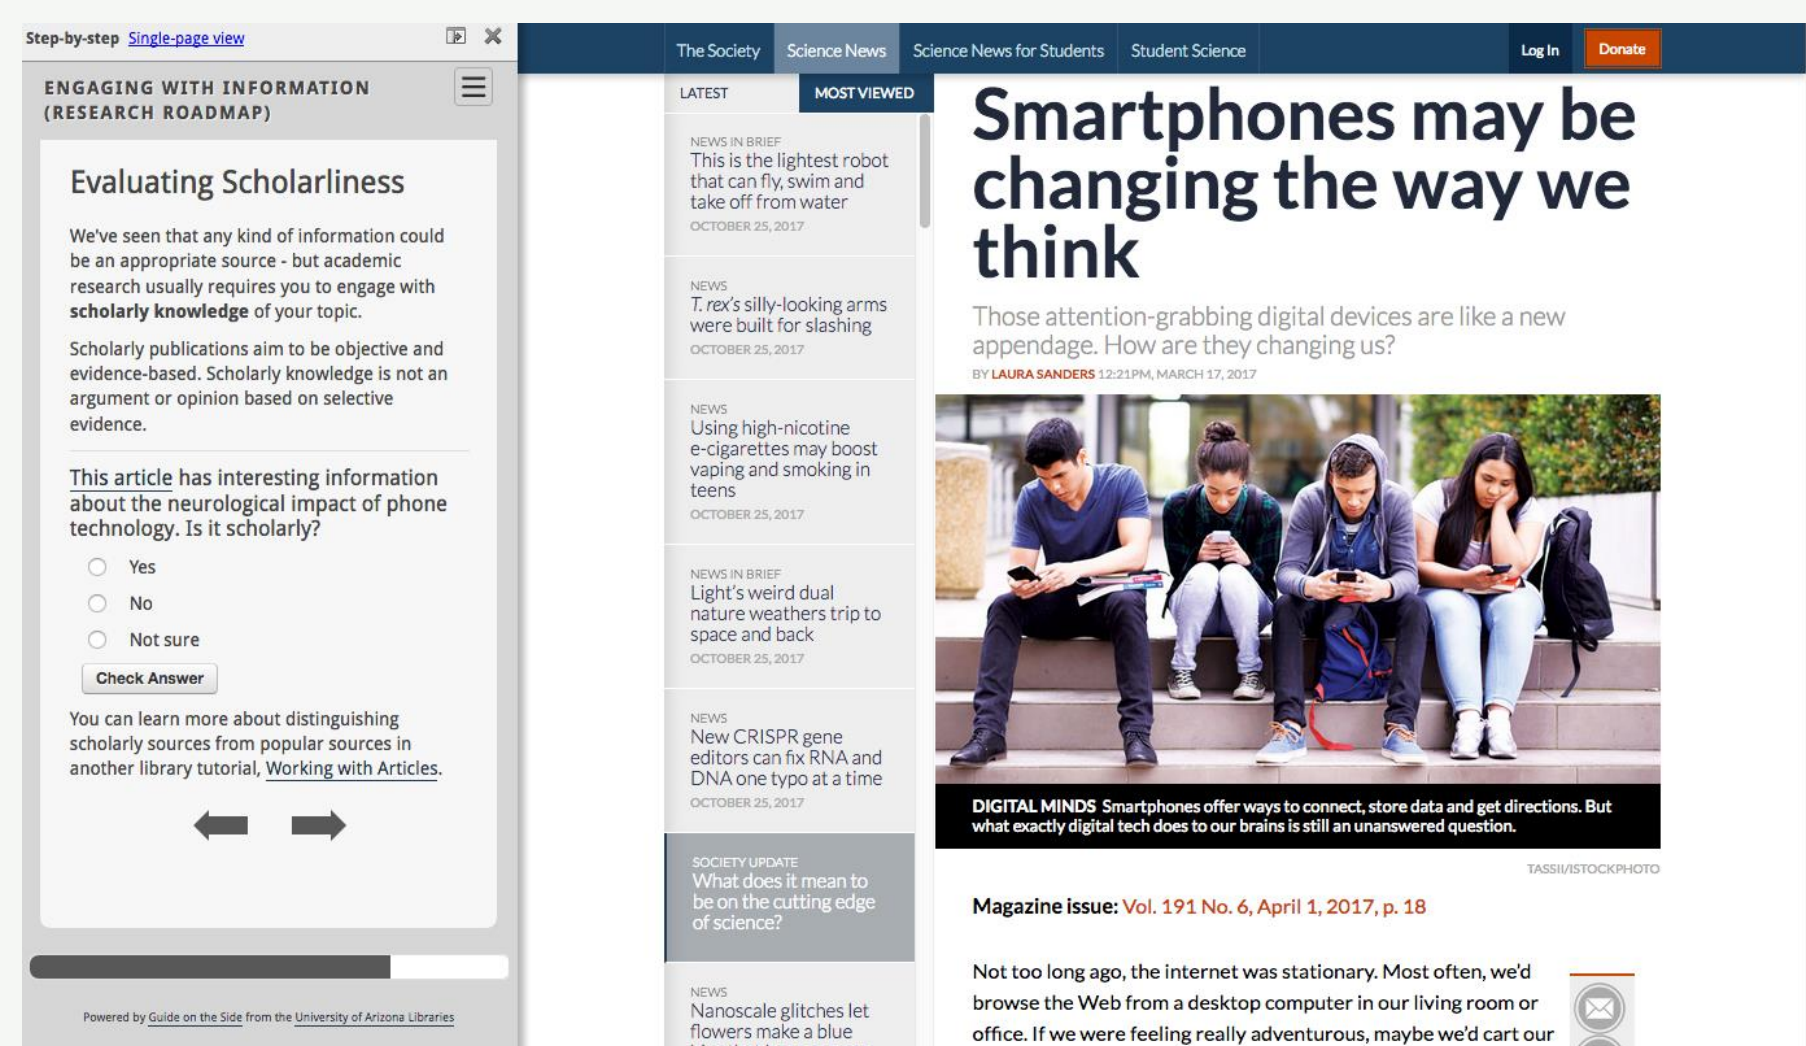 Step-by-step Single-page view
ENGAGING WITH INFORMATION
(RESEARCH ROADMAP)
Evaluating Scholarliness
We've seen that any kind of information could
be an appropriate source - but academic
research usually requires you to engage with
scholarly knowledge of your topic.
Scholarly publications aim to be objective and
evidence-based. Scholarly knowledge is not an
argument or opinion based on selective
evidence.
This article has interesting information
about the neurological impact of phone
technology. Is it scholarly?
Yes
No
Not sure
Check Answer
You can learn more about distinguishing
scholarly sources from popular sources in
another library tutorial, Working with Articles.
Powered by Guide on the Side from the University of Arizona Libraries
The Society Science News Science News for Students Student Science Log In Donate
LATEST MOST VIEWED
NEWS IN BRIEF
This is the lightest robot
that can fly, swim and
take off from water
OCTOBER 25, 2017
NEWS
T. rex's silly-looking arms
were built for slashing
OCTOBER 25, 2017
NEWS
Using high-nicotine
e-cigarettes may boost
vaping and smoking in
teens
OCTOBER 25, 2017
NEWS IN BRIEF
Light's weird dual
nature weathers trip to
space and back
OCTOBER 25, 2017
NEWS
New CRISPR gene
editors can fix RNA and
DNA one typo at a time
OCTOBER 25, 2017
SOCIETY UPDATE
What does it mean to
be on the cutting edge
of science?
NEWS
Nanoscale glitches let
flowers make a blue
Smartphones may be
changing the way we
think
Those attention-grabbing digital devices are like a new
appendage. How are they changing us?
BY LAURA SANDERS 12:21PM, MARCH 17, 2017
DIGITAL MINDS Smartphones offer ways to connect, store data and get directions. But
what exactly digital tech does to our brains is still an unanswered question.
TASSII/ISTOCKPHOTO
Magazine issue: Vol. 191 No. 6, April 1, 2017, p. 18
Not too long ago, the internet was stationary. Most often, we'd
browse the Web from a desktop computer in our living room or
office. If we were feeling really adventurous, maybe we'd cart our